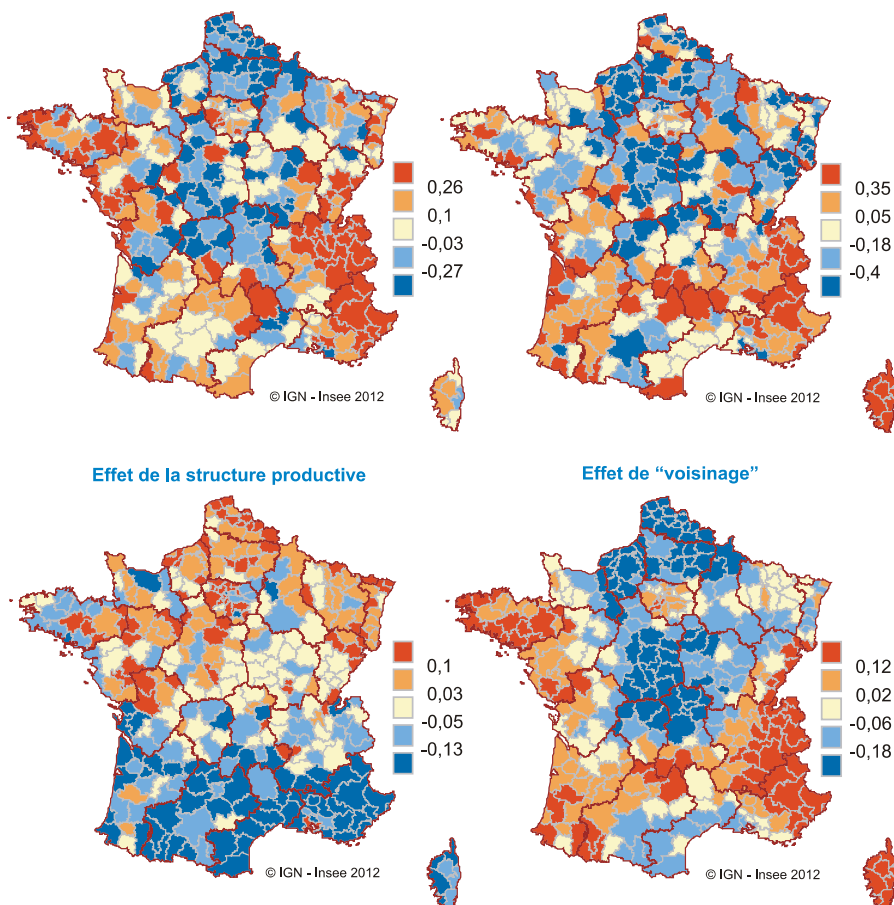 0,26
0,1
-0,03
-0,27
© IGN - Insee 2012
0,35
0,05
-0,18
-0,4
© IGN - Insee 2012
Effet de la structure productive
Effet de “voisinage”
0,1
0,03
-0,05
-0,13
© IGN - Insee 2012
0,12
0,02
-0,06
-0,18
© IGN - Insee 2012